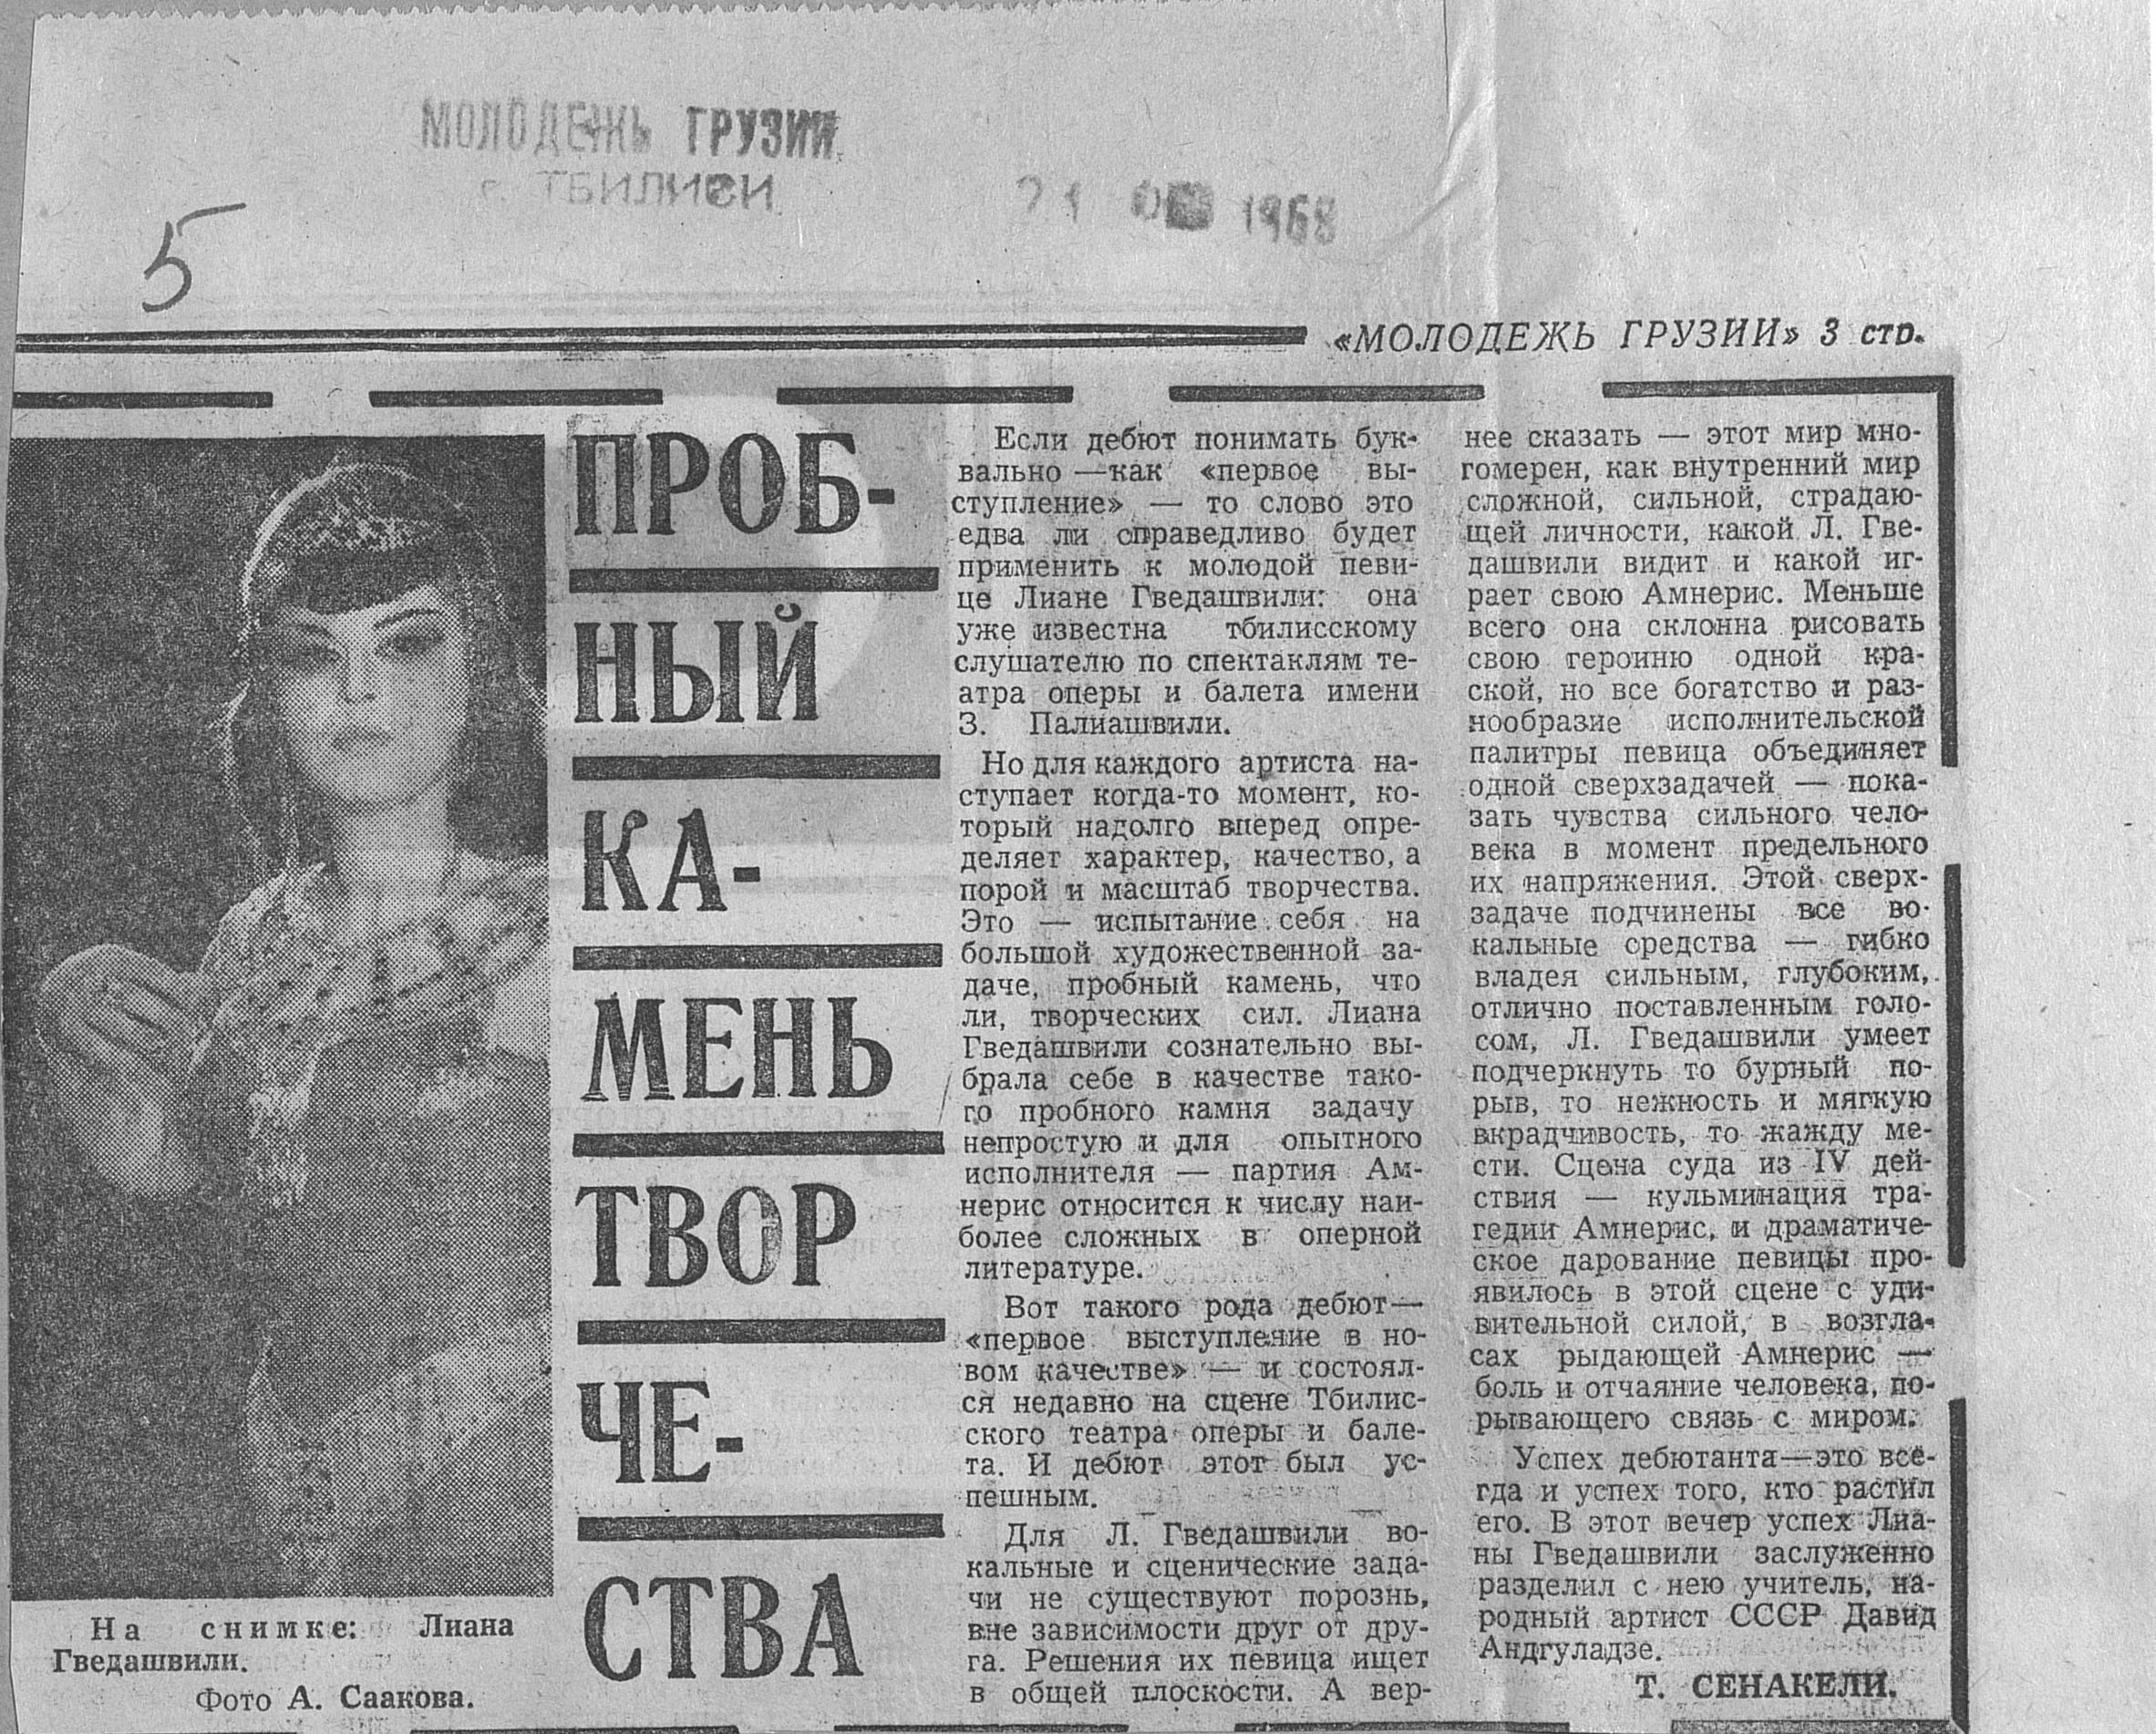 МОЛОДЕЖЬ ГРУЗИИ
г. ТБИЛИСИ
21 1968
5
«МОЛОДЕЖЬ ГРУЗИИ» 3 стр.
ПРОБ-
НЫЙ
КА-
МЕНЬ
ТВОР
ЧЕ-
СТВА
На снимке: Лиана
Гведашвили.
Фото А. Саакова.
Если дебют понимать бук-
вально — как «первое вы-
ступление» — то слово это
едва ли справедливо будет
применить к молодой певи-
це Лиане Гведашвили: она
уже известна тбилисскому
слушателю по спектаклям те-
атра оперы и балета имени
З. Палиашвили.
Но для каждого артиста на-
ступает когда-то момент, ко-
торый надолго вперед опре-
деляет характер, качество, а
порой и масштаб творчества.
Это — испытание себя на
большой художественной за-
даче, пробный камень, что
ли, творческих сил. Лиана
Гведашвили сознательно вы-
брала себе в качестве тако-
го пробного камня задачу
непростую и для опытного
исполнителя — партия Ам-
нерис относится к числу наи-
более сложных в оперной
литературе.
Вот такого рода дебют—
«первое выступление в но-
вом качестве» — и состоял-
ся недавно на сцене Тбилис-
ского театра оперы и бале-
та. И дебют этот был ус-
пешным.
Для Л. Гведашвили во-
кальные и сценические зада-
чи не существуют порознь,
вне зависимости друг от дру-
га. Решения их певица ищет
в общей плоскости. А вер-
нее сказать — этот мир мно-
гомерен, как внутренний мир
сложной, сильной, страдаю-
щей личности, какой Л. Гве-
дашвили видит и какой иг-
рает свою Амнерис. Меньше
всего она склонна рисовать
свою героиню одной кра-
ской, но все богатство и раз-
нообразие исполнительской
палитры певица объединяет
одной сверхзадачей — пока-
зать чувства сильного чело-
века в момент предельного
их напряжения. Этой сверх-
задаче подчинены все во-
кальные средства — гибко
владея сильным, глубоким,
отлично поставленным голо-
сом, Л. Гведашвили умеет
подчеркнуть то бурный по-
рыв, то нежность и мягкую
вкрадчивость, то жажду ме-
сти. Сцена суда из IV дей-
ствия — кульминация тра-
гедии Амнерис, и драматиче-
ское дарование певицы про-
явилось в этой сцене с уди-
вительной силой, в возгла-
сах рыдающей Амнерис —
боль и отчаяние человека, по-
рывающего связь с миром.
Успех дебютанта—это все-
гда и успех того, кто растил
его. В этот вечер успех Лиа-
ны Гведашвили заслуженно
разделил с нею учитель, на-
родный артист СССР Давид
Андгуладзе.
Т. СЕНАКЕЛИ.